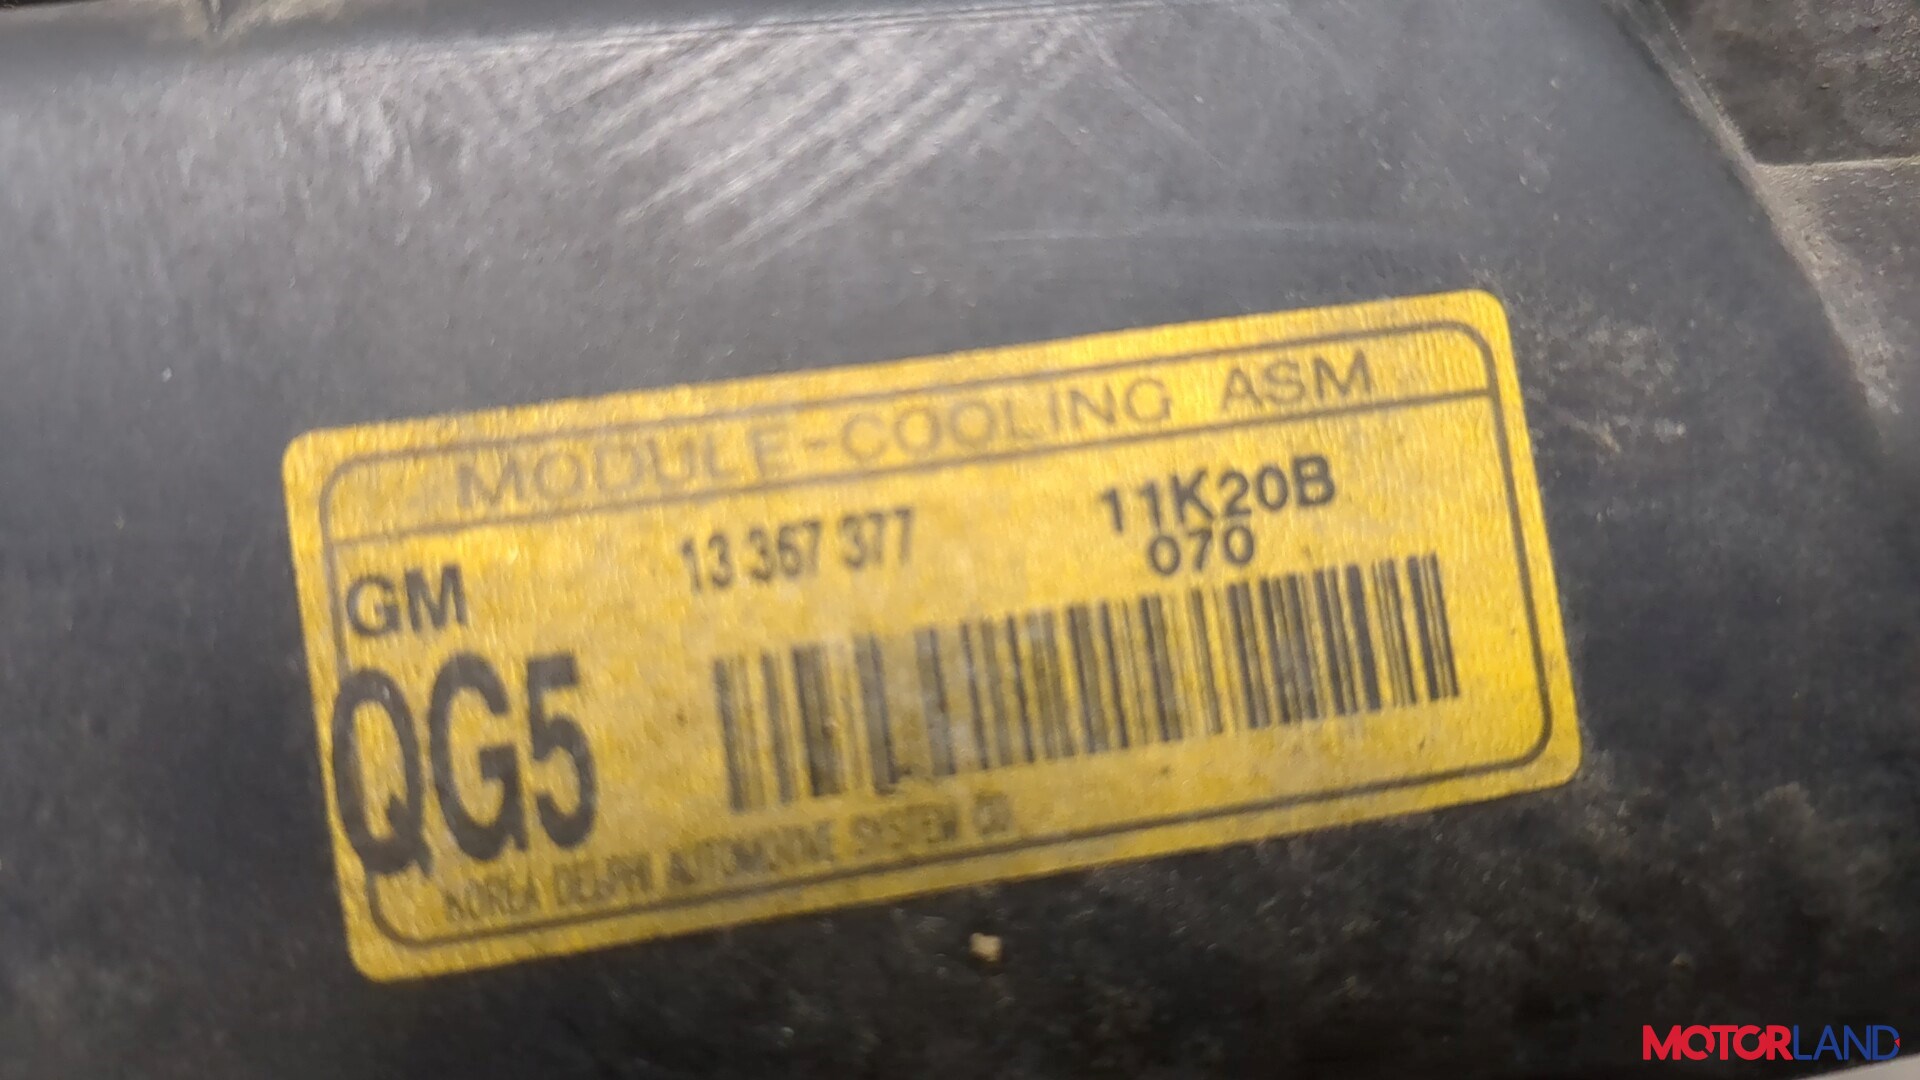 MODULE-COOLING ASM
GM 13 367 377 11K20B
070
QG5
KOREA DELPHI AUTOMOTIVE SYSTEM CO
MOTORLAND